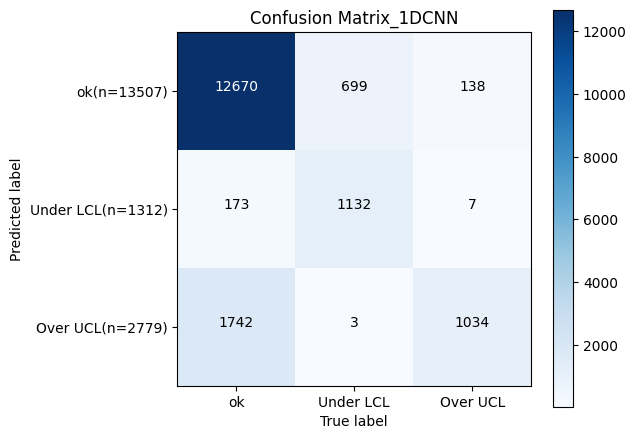 Confusion Matrix_1DCNN
Predicted label
ok(n=13507) 12670 699 138
Under LCL(n=1312) 173 1132 7
Over UCL(n=2779) 1742 3 1034
ok Under LCL Over UCL
True label
12000
10000
8000
6000
4000
2000